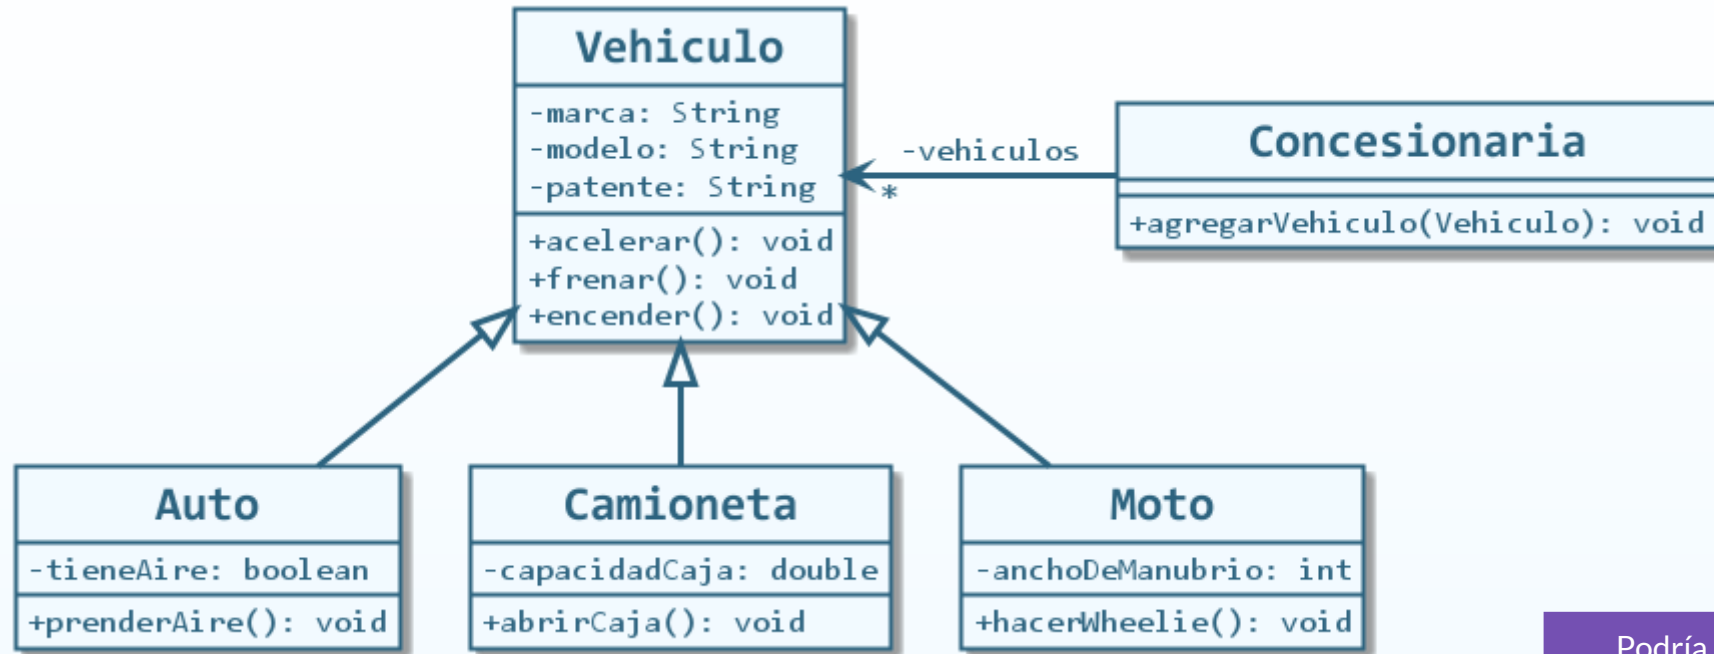 Vehiculo
-marca: String
-modelo: String
-patente: String
+acelerar(): void
+frenar(): void
+encender(): void
-vehiculos
*
Concesionaria
+agregarVehiculo(Vehiculo): void
Auto
-tieneAire: boolean
+prenderAire(): void
Camioneta
-capacidadCaja: double
+abrirCaja(): void
Moto
-anchoDeManubrio: int
+hacerWheelie(): void
Podría